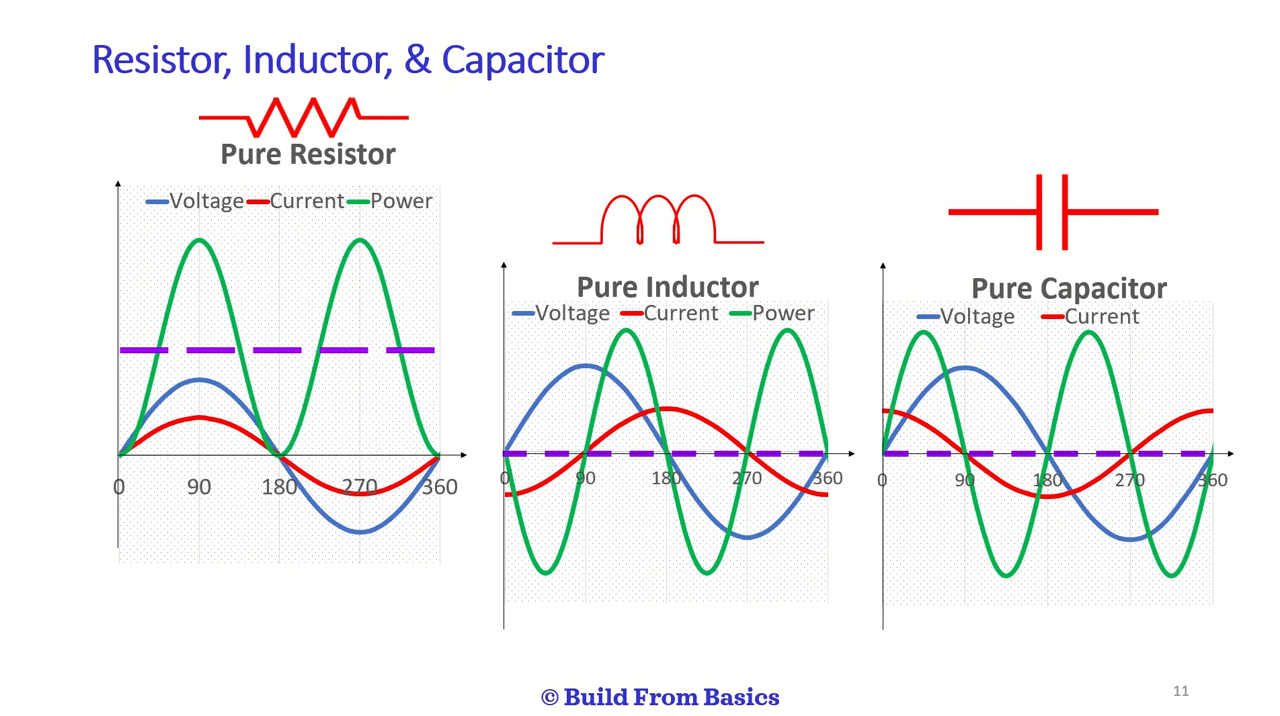 Resistor, Inductor, & Capacitor
Pure Resistor
Voltage Current Power
0 90 180 270 360
Pure Inductor
Voltage Current Power
0 90 180 270 360
Pure Capacitor
Voltage Current
0 90 180 270 360
© Build From Basics
11